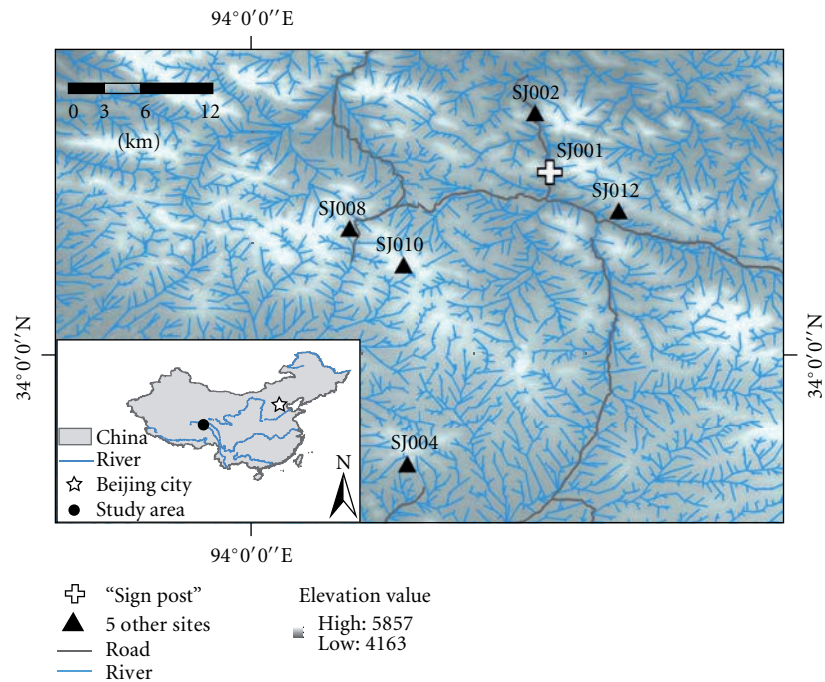 94°0′0″E
SJ002
0 3 6 12
(km)
SJ001
SJ012
SJ008
SJ010
34°0′0″N
34°0′0″N
China
River
Beijing city
Study area
N
SJ004
94°0′0″E
“Sign post”
5 other sites
Road
River
Elevation value
High: 5857
Low: 4163